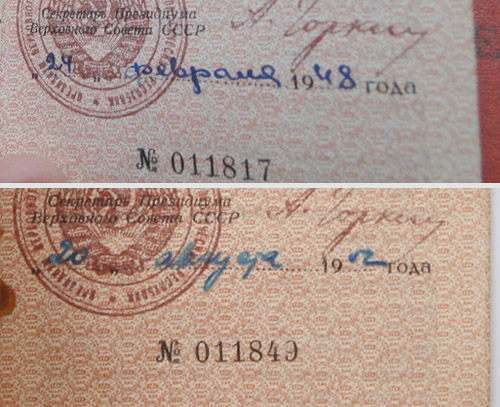 Секретарь Президиума
Верховного Совета СССР
А. Горкин
„24„ февраля 1948 года
№ 011817
Секретарь Президиума
Верховного Совета СССР
А. Горкин
„20„ августа 1952 года
№ 011849